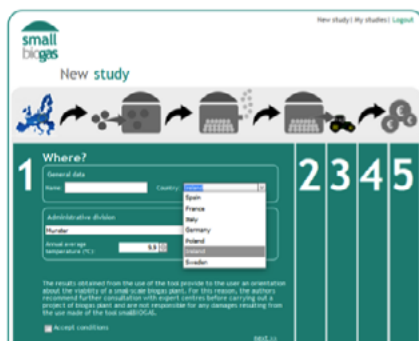 New study | My studies | Logout
small
biogas
New study
1
Where?
General data
Name:
Country:
Ireland
Spain
France
Italy
Germany
Poland
Ireland
Sweden
Administrative division
Munster
Annual average
temperature (ºC):
9,9
The results obtained from the use of the tool provide to the user an orientation
about the viability of a small-scale biogas plant. For this reason, the authors
recommend further consultation with expert centres before carrying out a
project of biogas plant and are not responsible for any damages resulting from
the use made of the tool smallBIOGAS.
Accept conditions
next >>
2 3 4 5